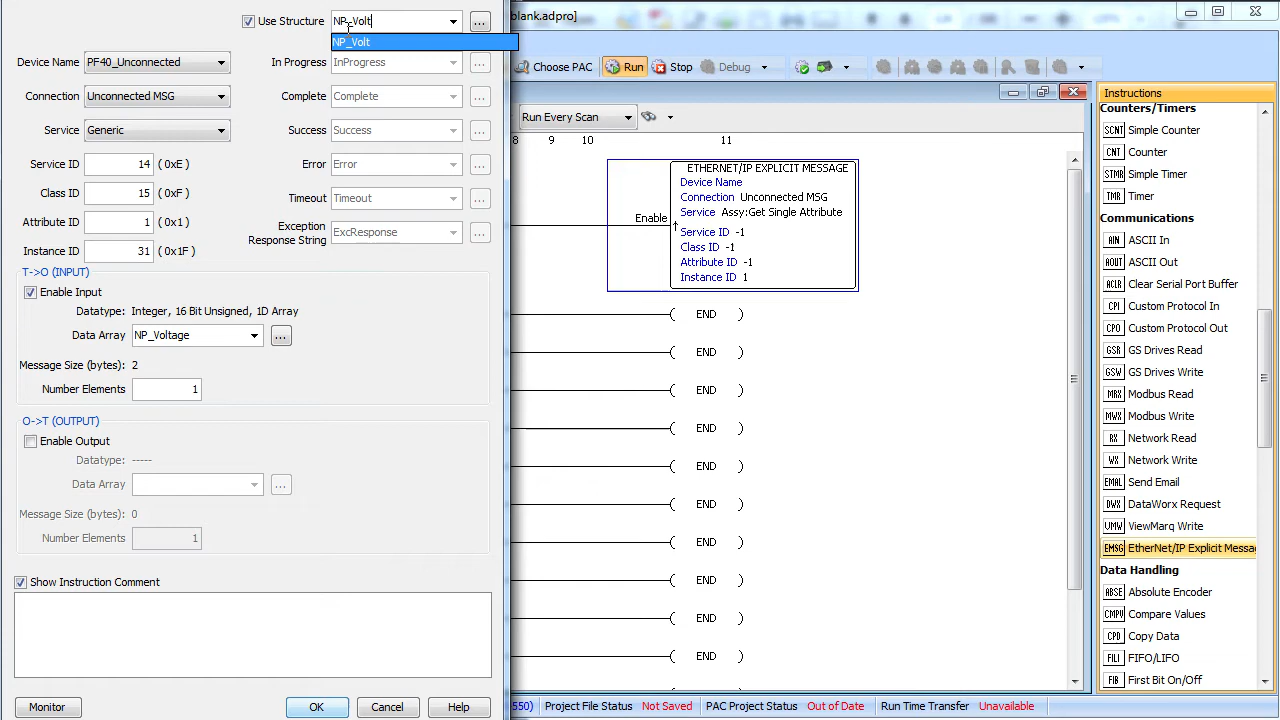 Use Structure NP_Volt ...
NP_Volt
Device Name PF40_Unconnected
In Progress InProgress ...
Connection Unconnected MSG
Complete Complete ...
Service Generic
Success Success ...
Service ID 14 ( 0xE )
Error Error ...
Class ID 15 ( 0xF )
Timeout Timeout ...
Attribute ID 1 ( 0x1 )
Exception
Response String ExcResponse ...
Instance ID 31 ( 0x1F )
T->O (INPUT)
Enable Input
Datatype: Integer, 16 Bit Unsigned, 1D Array
Data Array NP_Voltage ...
Message Size (bytes): 2
Number Elements 1
O->T (OUTPUT)
Enable Output
Datatype: -----
Data Array ...
Message Size (bytes): 0
Number Elements 1
Show Instruction Comment
Monitor OK Cancel Help
blank.adpro]
Choose PAC Run Stop Debug
Run Every Scan
8 9 10 11
ETHERNET/IP EXPLICIT MESSAGE
Device Name
Connection Unconnected MSG
Service Assy:Get Single Attribute
Enable
Service ID -1
Class ID -1
Attribute ID -1
Instance ID 1
( END )
( END )
( END )
( END )
( END )
( END )
( END )
( END )
( END )
( END )
Instructions
Counters/Timers
SCNT Simple Counter
CNT Counter
STMR Simple Timer
TMR Timer
Communications
AIN ASCII In
AOUT ASCII Out
ACLR Clear Serial Port Buffer
CPI Custom Protocol In
CPO Custom Protocol Out
GSR GS Drives Read
GSW GS Drives Write
MRX Modbus Read
MWX Modbus Write
RX Network Read
WX Network Write
EMAL Send Email
DWX DataWorx Request
VMW ViewMarq Write
EMSG EtherNet/IP Explicit Messa
Data Handling
ABSE Absolute Encoder
CMPV Compare Values
CPD Copy Data
FILI FIFO/LIFO
FIB First Bit On/Off
550) Project File Status Not Saved PAC Project Status Out of Date Run Time Transfer Unavailable